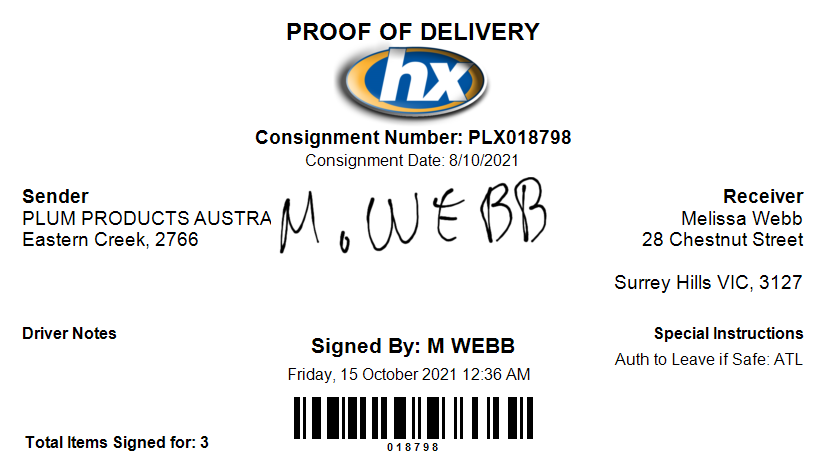 PROOF OF DELIVERY
hx
Consignment Number: PLX018798
Consignment Date: 8/10/2021
Sender
PLUM PRODUCTS AUSTRA
Eastern Creek, 2766
M. WEBB
Receiver
Melissa Webb
28 Chestnut Street
Surrey Hills VIC, 3127
Driver Notes
Signed By: M WEBB
Friday, 15 October 2021 12:36 AM
Special Instructions
Auth to Leave if Safe: ATL
018798
Total Items Signed for: 3